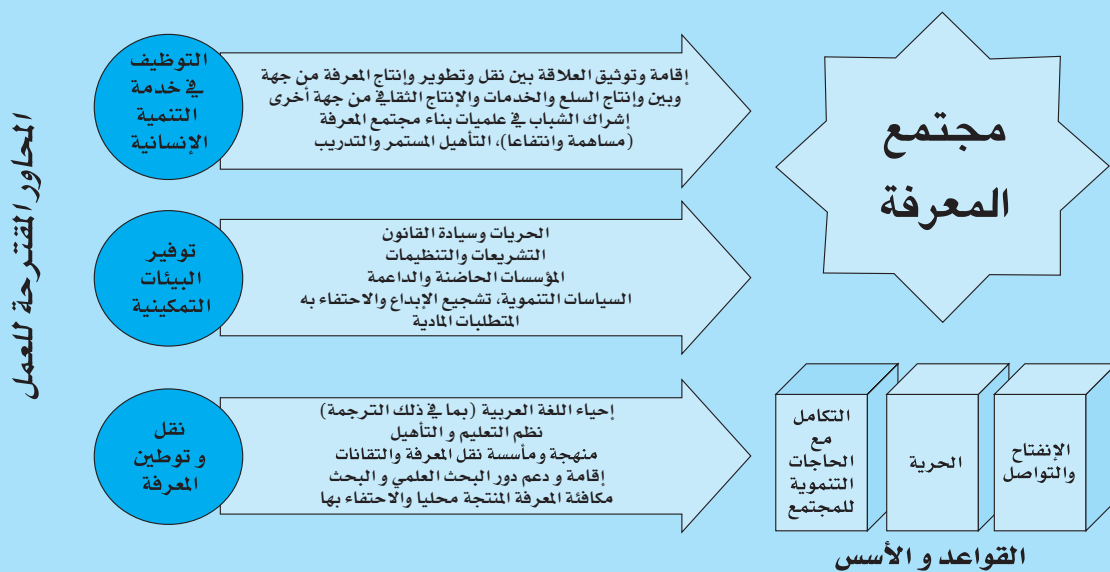 المحاور المقترحة للعمل
التوظيف
في خدمة
التنمية
الإنسانية
إقامة وتوثيق العلاقة بين نقل وتطوير وإنتاج المعرفة من جهة
وبين وإنتاج السلع والخدمات والإنتاج الثقافي من جهة أخرى
إشراك الشباب في علميات بناء مجتمع المعرفة
(مساهمة وانتفاعا)، التأهيل المستمر والتدريب
مجتمع
المعرفة
توفير
البيئات
التمكينية
الحريات وسيادة القانون
التشريعات والتنظيمات
المؤسسات الحاضنة والداعمة
السياسات التنموية، تشجيع الإبداع والاحتفاء به
المتطلبات المادية
نقل
و توطين
المعرفة
إحياء اللغة العربية (بما في ذلك الترجمة)
نظم التعليم و التأهيل
منهجة ومأسسة نقل المعرفة والتقانات
إقامة و دعم دور البحث العلمي و البحث
مكافئة المعرفة المنتجة محليا والاحتفاء بها
الإنفتاح
والتواصل
الحرية
التكامل
مع
الحاجات
التنموية
للمجتمع
القواعد و الأسس